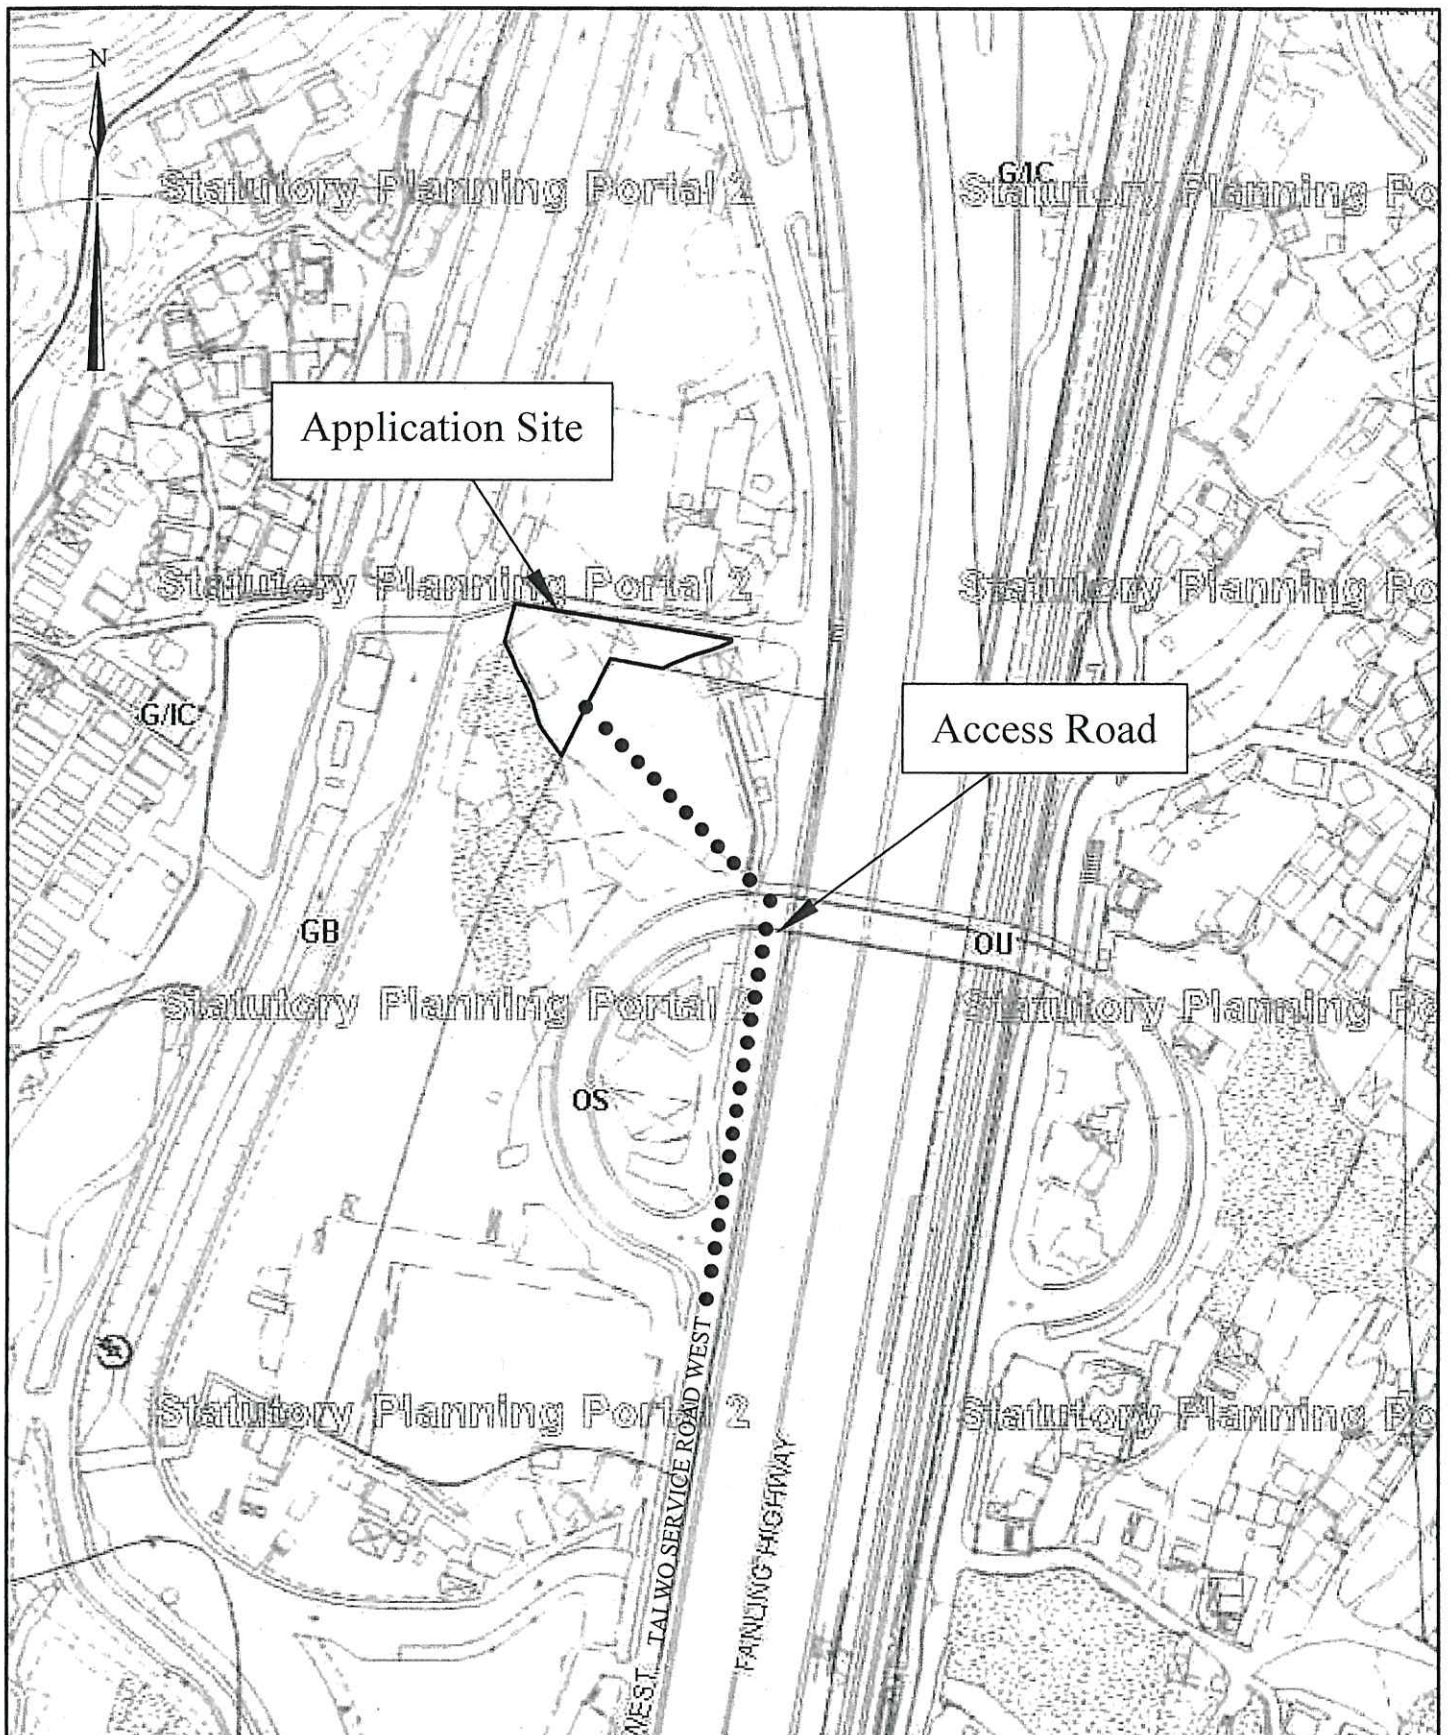 N
G/IC
Statutory Planning Portal 2
Statutory Planning Po
Application Site
Statutory Planning Portal 2
Statutory Planning Po
G/IC
Access Road
GB
OU
Statutory Planning Portal 2
Statutory Planning Po
OS
Statutory Planning Portal 2
Statutory Planning Po
TAI WO SERVICE ROAD WEST
FANLING HIGHWAY
WEST